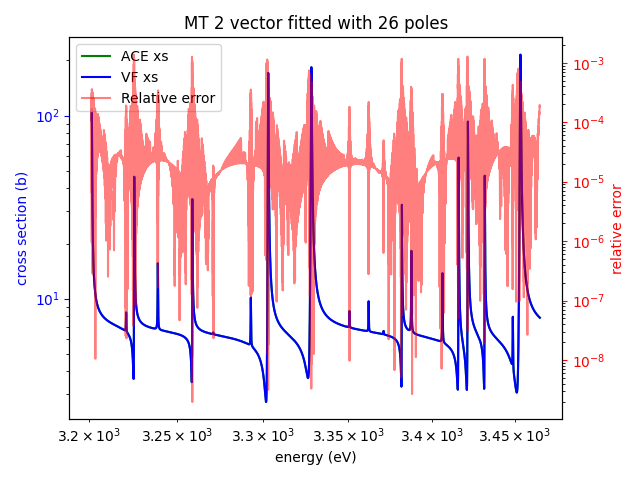 MT 2 vector fitted with 26 poles
ACE xs
VF xs
Relative error
cross section (b)
10²
10¹
relative error
10⁻³
10⁻⁴
10⁻⁵
10⁻⁶
10⁻⁷
10⁻⁸
3.2 × 10³ 3.25 × 10³ 3.3 × 10³ 3.35 × 10³ 3.4 × 10³ 3.45 × 10³
energy (eV)